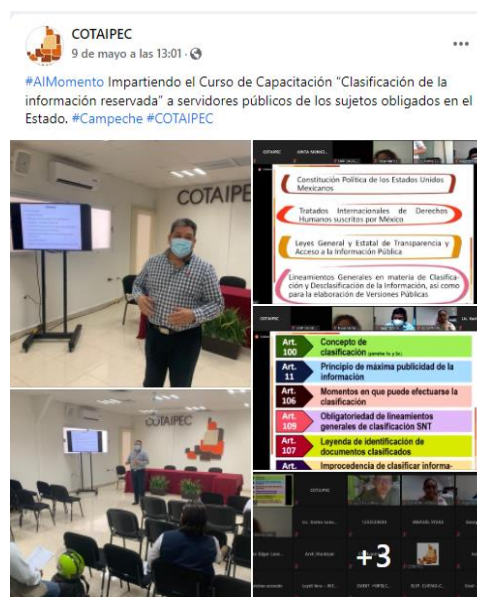 COTAIPEC
9 de mayo a las 13:01 ·
#AlMomento Impartiendo el Curso de Capacitación "Clasificación de la
información reservada" a servidores públicos de los sujetos obligados en el
Estado. #Campeche #COTAIPEC
COTAIPE
COTAIPEC
Constitución Política de los Estados Unidos
Mexicanos
Tratados Internacionales de Derechos
Humanos suscritos por México
Leyes General y Estatal de Transparencia y
Acceso a la Información Pública
Lineamientos Generales en materia de Clasifica-
ción y Desclasificación de la Información, así como
para la elaboración de Versiones Públicas
COTAIPEC
Art. 100 Concepto de
clasificación
Art. 11 Principio de máxima publicidad de la
información
Art. 106 Momentos en que puede efectuarse la
clasificación
Art. 109 Obligatoriedad de lineamientos
generales de clasificación SNT
Art. 107 Leyenda de identificación de
documentos clasificados
Art. Improcedencia de clasificar informa-
COTAIPEC
COTAIPEC
+3